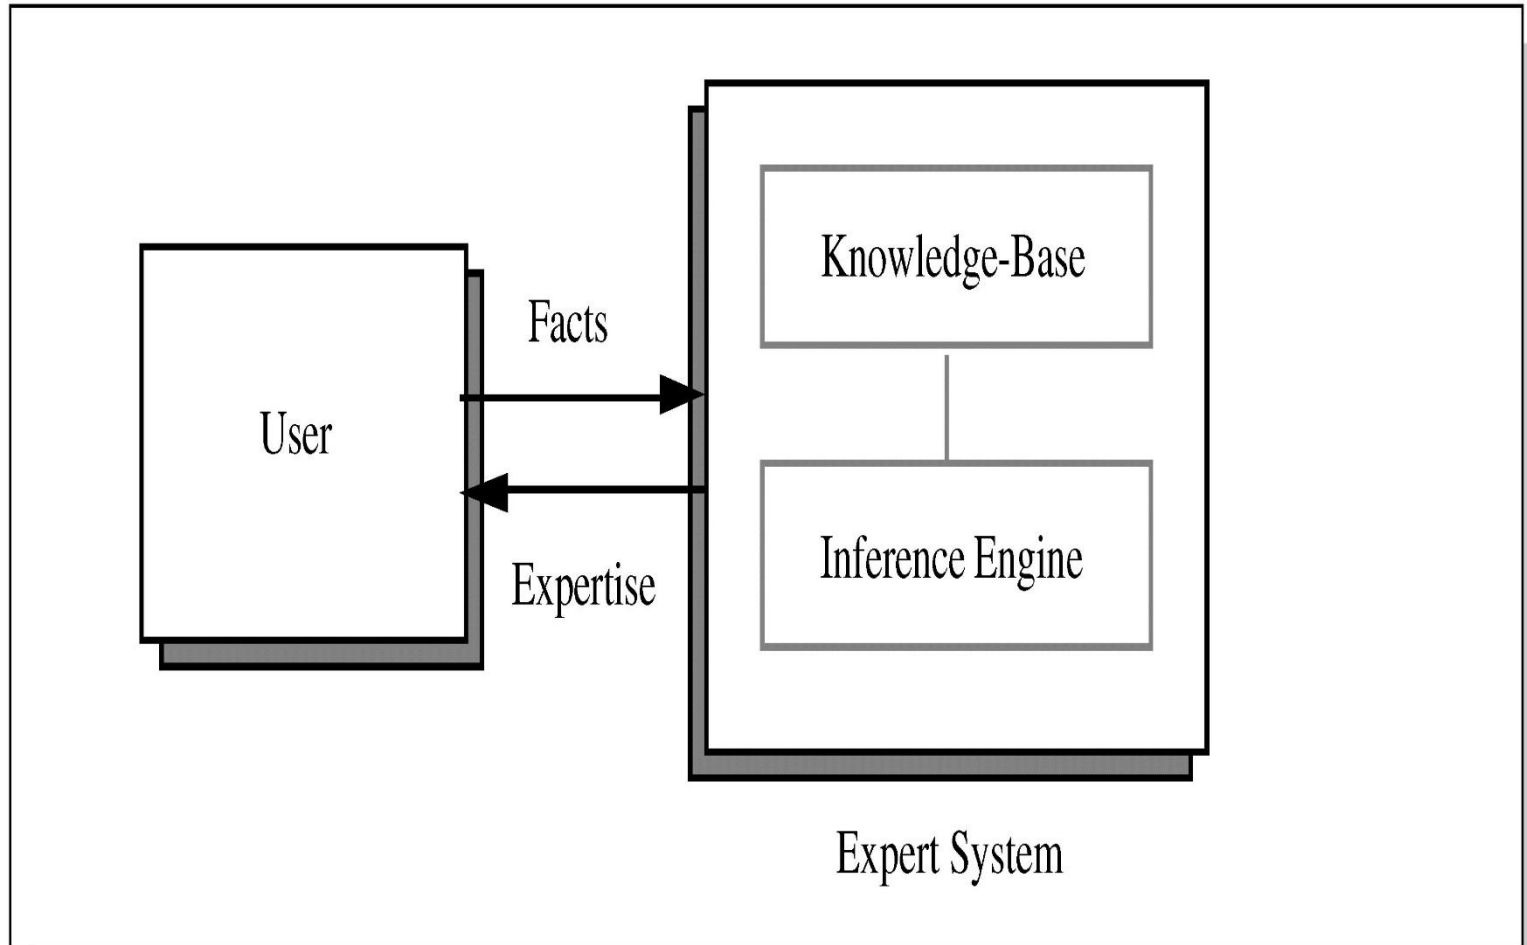 Knowledge-Base
Facts
User
Inference Engine
Expertise
Expert System